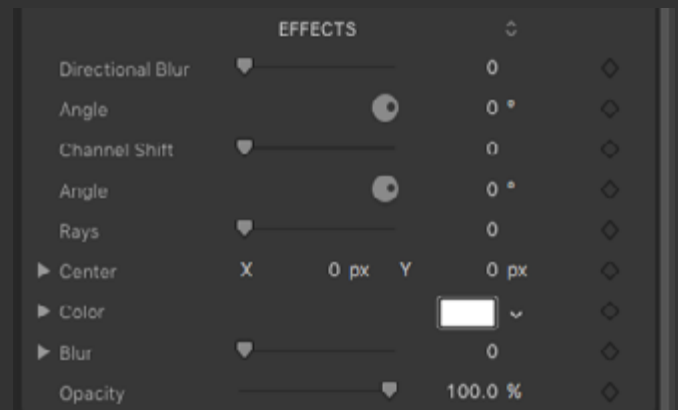 EFFECTS
Directional Blur 0
Angle 0 °
Channel Shift 0
Angle 0 °
Rays 0
Center X 0 px Y 0 px
Color
Blur 0
Opacity 100.0 %